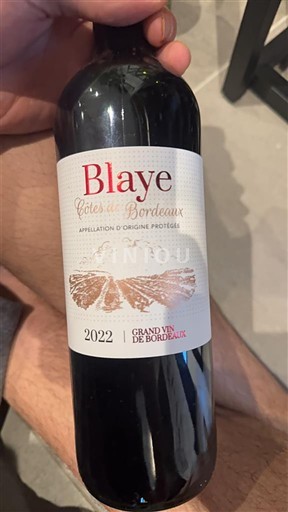 Blaye
Côtes de Bordeaux
APPELLATION D'ORIGINE PROTÉGÉE
VINIOU
2022 | GRAND VIN
DE BORDEAUX